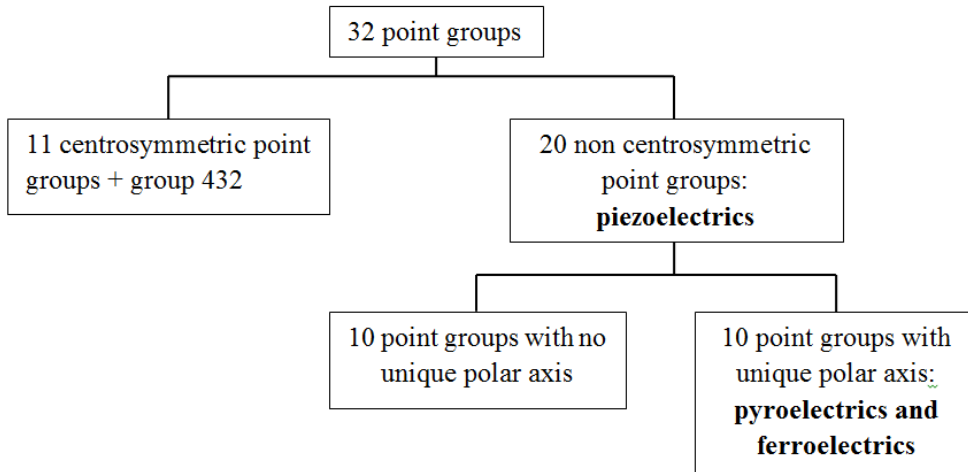 32 point groups
11 centrosymmetric point
groups + group 432
20 non centrosymmetric
point groups:
piezoelectrics
10 point groups with no
unique polar axis
10 point groups with
unique polar axis:
pyroelectrics and
ferroelectrics